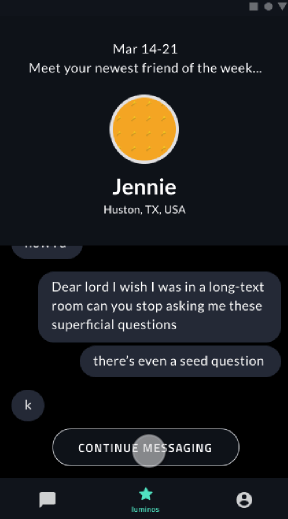 Mar 14-21
Meet your newest friend of the week...
Jennie
Huston, TX, USA
Dear lord I wish I was in a long-text
room can you stop asking me these
superficial questions
there's even a seed question
k
CONTINUE MESSAGING
luminos